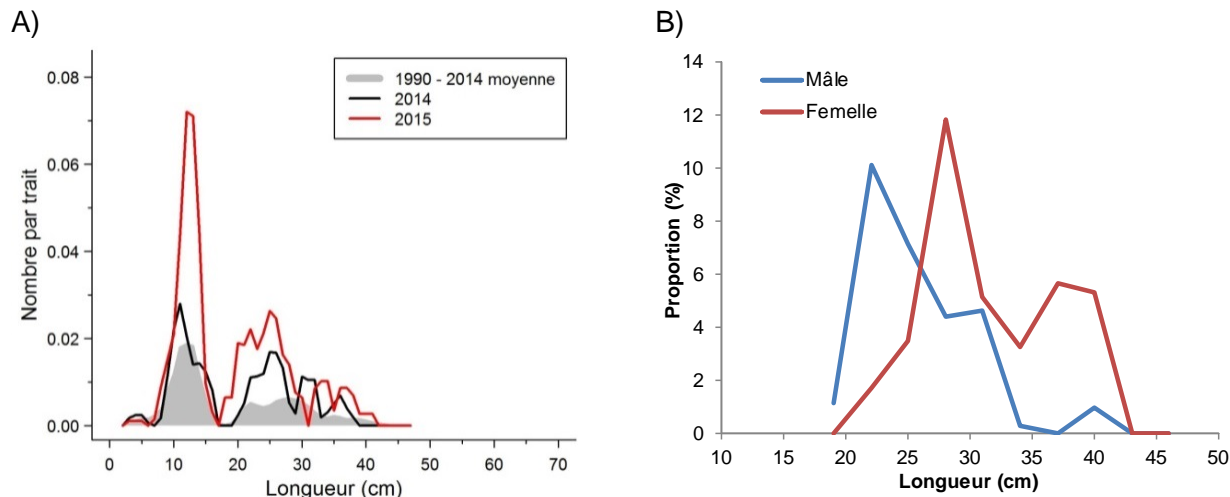 A)
0.08
0.06
0.04
0.02
0.00
Nombre par trait
1990 - 2014 moyenne
2014
2015
0 10 20 30 40 50 60 70
Longueur (cm)
B)
14
12
10
8
6
4
2
0
Proportion (%)
Mâle
Femelle
10 15 20 25 30 35 40 45 50
Longueur (cm)